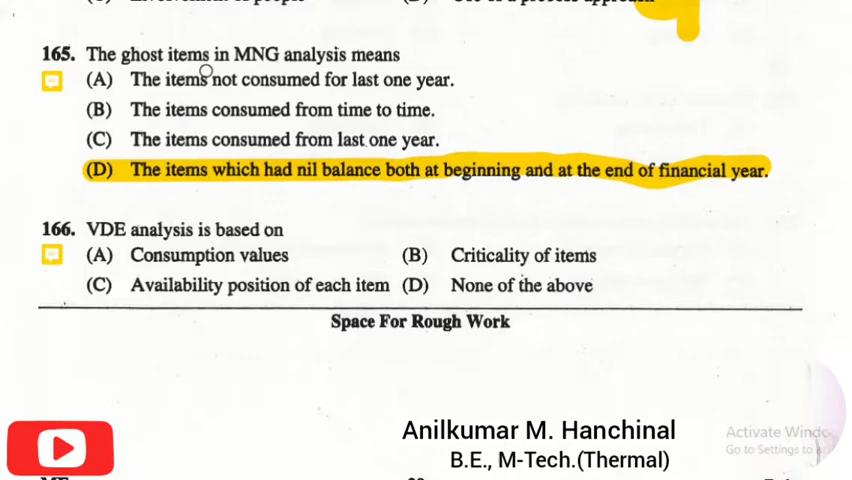 165. The ghost items in MNG analysis means
(A) The items not consumed for last one year.
(B) The items consumed from time to time.
(C) The items consumed from last one year.
(D) The items which had nil balance both at beginning and at the end of financial year.
166. VDE analysis is based on
(A) Consumption values (B) Criticality of items
(C) Availability position of each item (D) None of the above
Space For Rough Work
Anilkumar M. Hanchinal
B.E., M-Tech.(Thermal)
Activate Windo
Go to Settings to